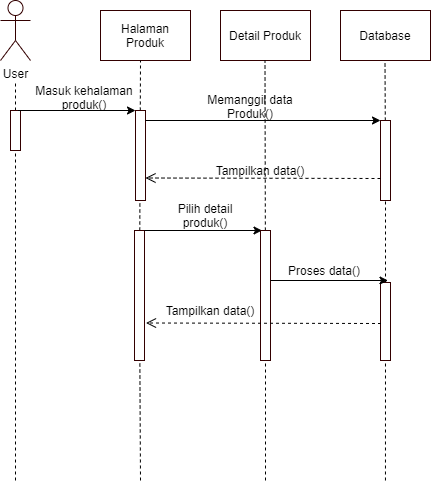 Halaman
Produk
Detail Produk
Database
User
Masuk kehalaman
produk()
Memanggil data
Produk()
Tampilkan data()
Pilih detail
produk()
Proses data()
Tampilkan data()